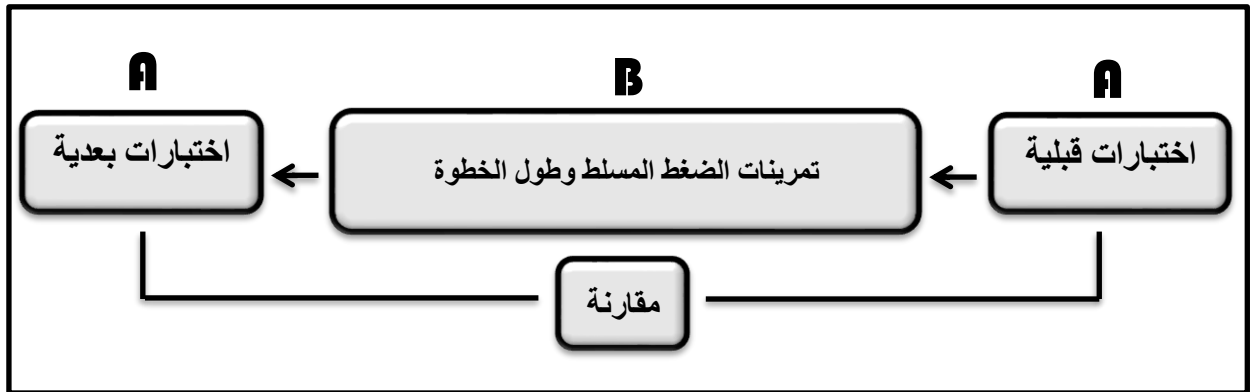 A
B
A
اختبارات قبلية
تمرينات الضغط المسلط وطول الخطوة
اختبارات بعدية
مقارنة